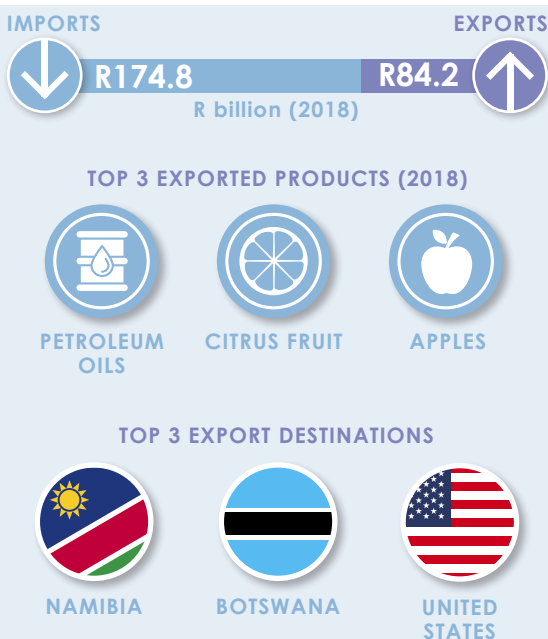 IMPORTS
EXPORTS
R174.8
R84.2
R billion (2018)
TOP 3 EXPORTED PRODUCTS (2018)
PETROLEUM
OILS
CITRUS FRUIT
APPLES
TOP 3 EXPORT DESTINATIONS
NAMIBIA
BOTSWANA
UNITED
STATES